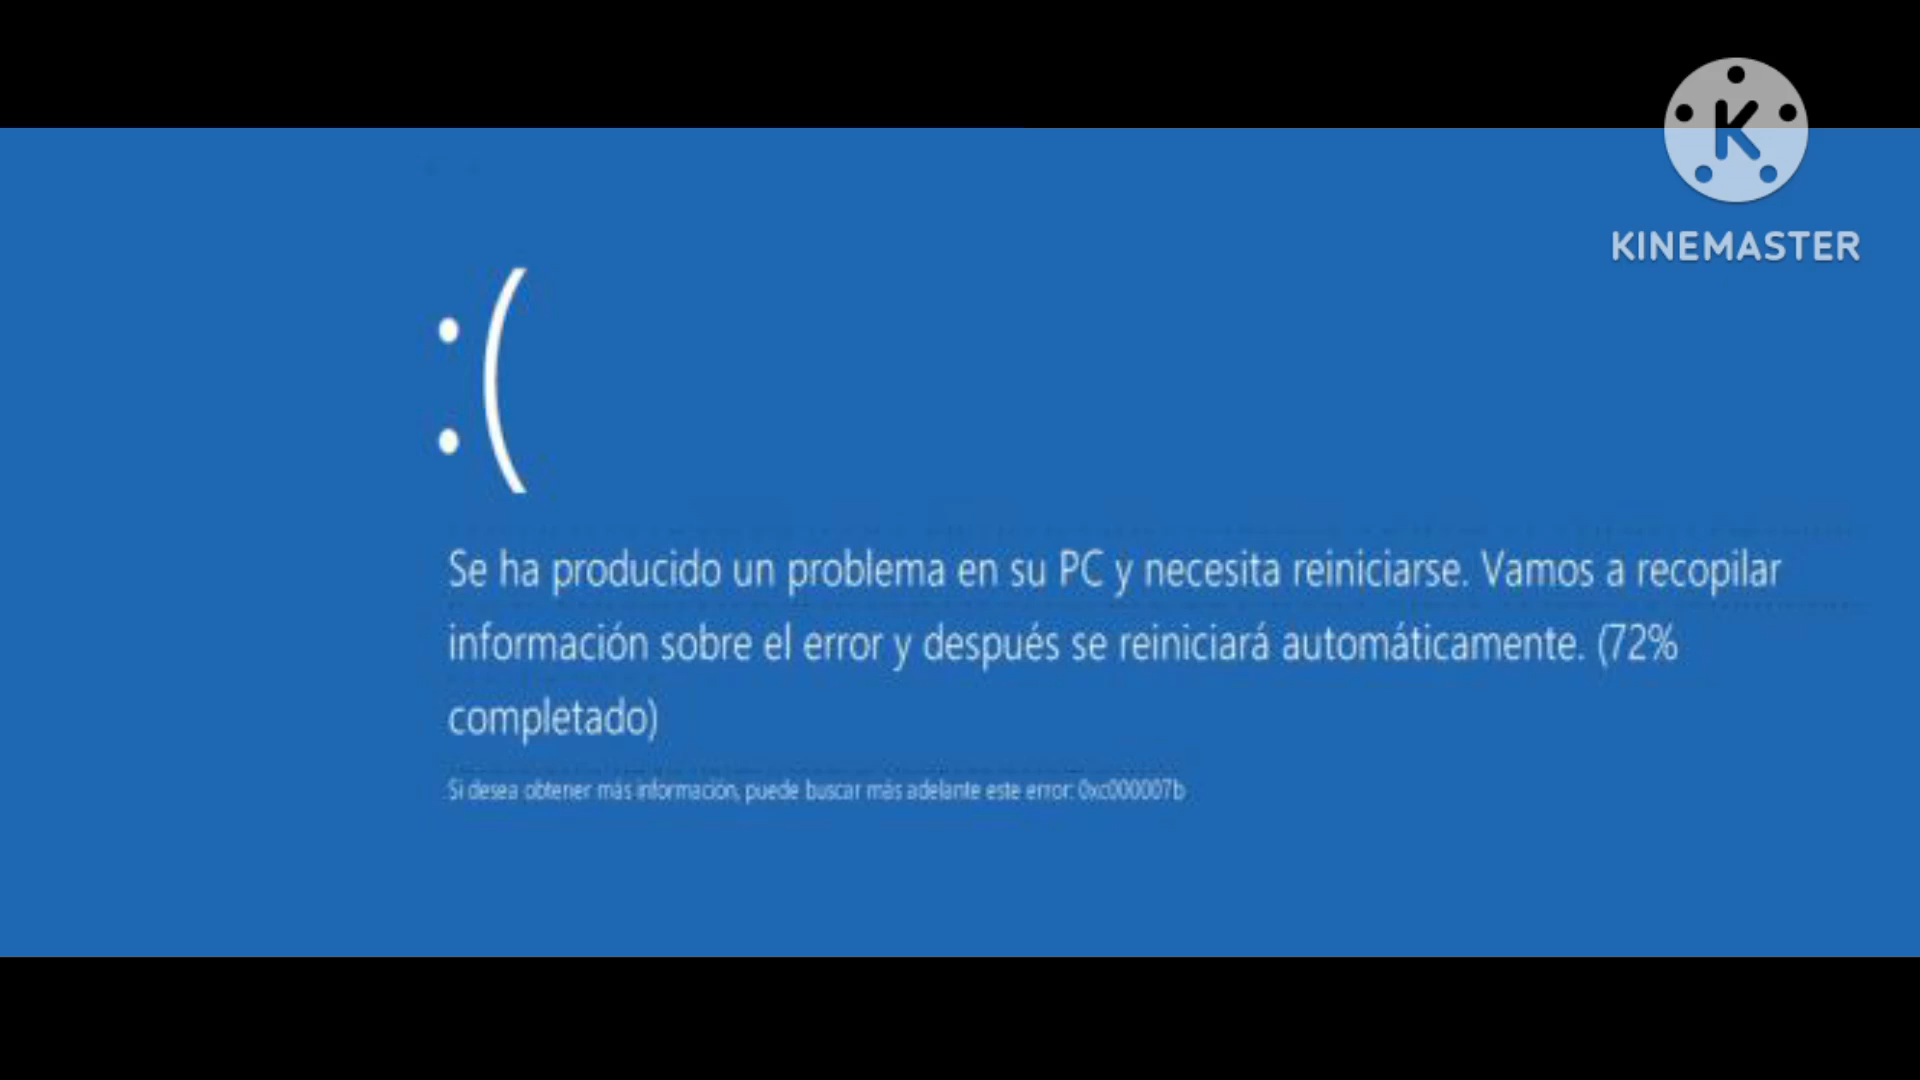 K
KINEMASTER
:(
Se ha producido un problema en su PC y necesita reiniciarse. Vamos a recopilar
información sobre el error y después se reiniciará automáticamente. (72%
completado)
Si desea obtener más información, puede buscar más adelante este error: 0xc000007b